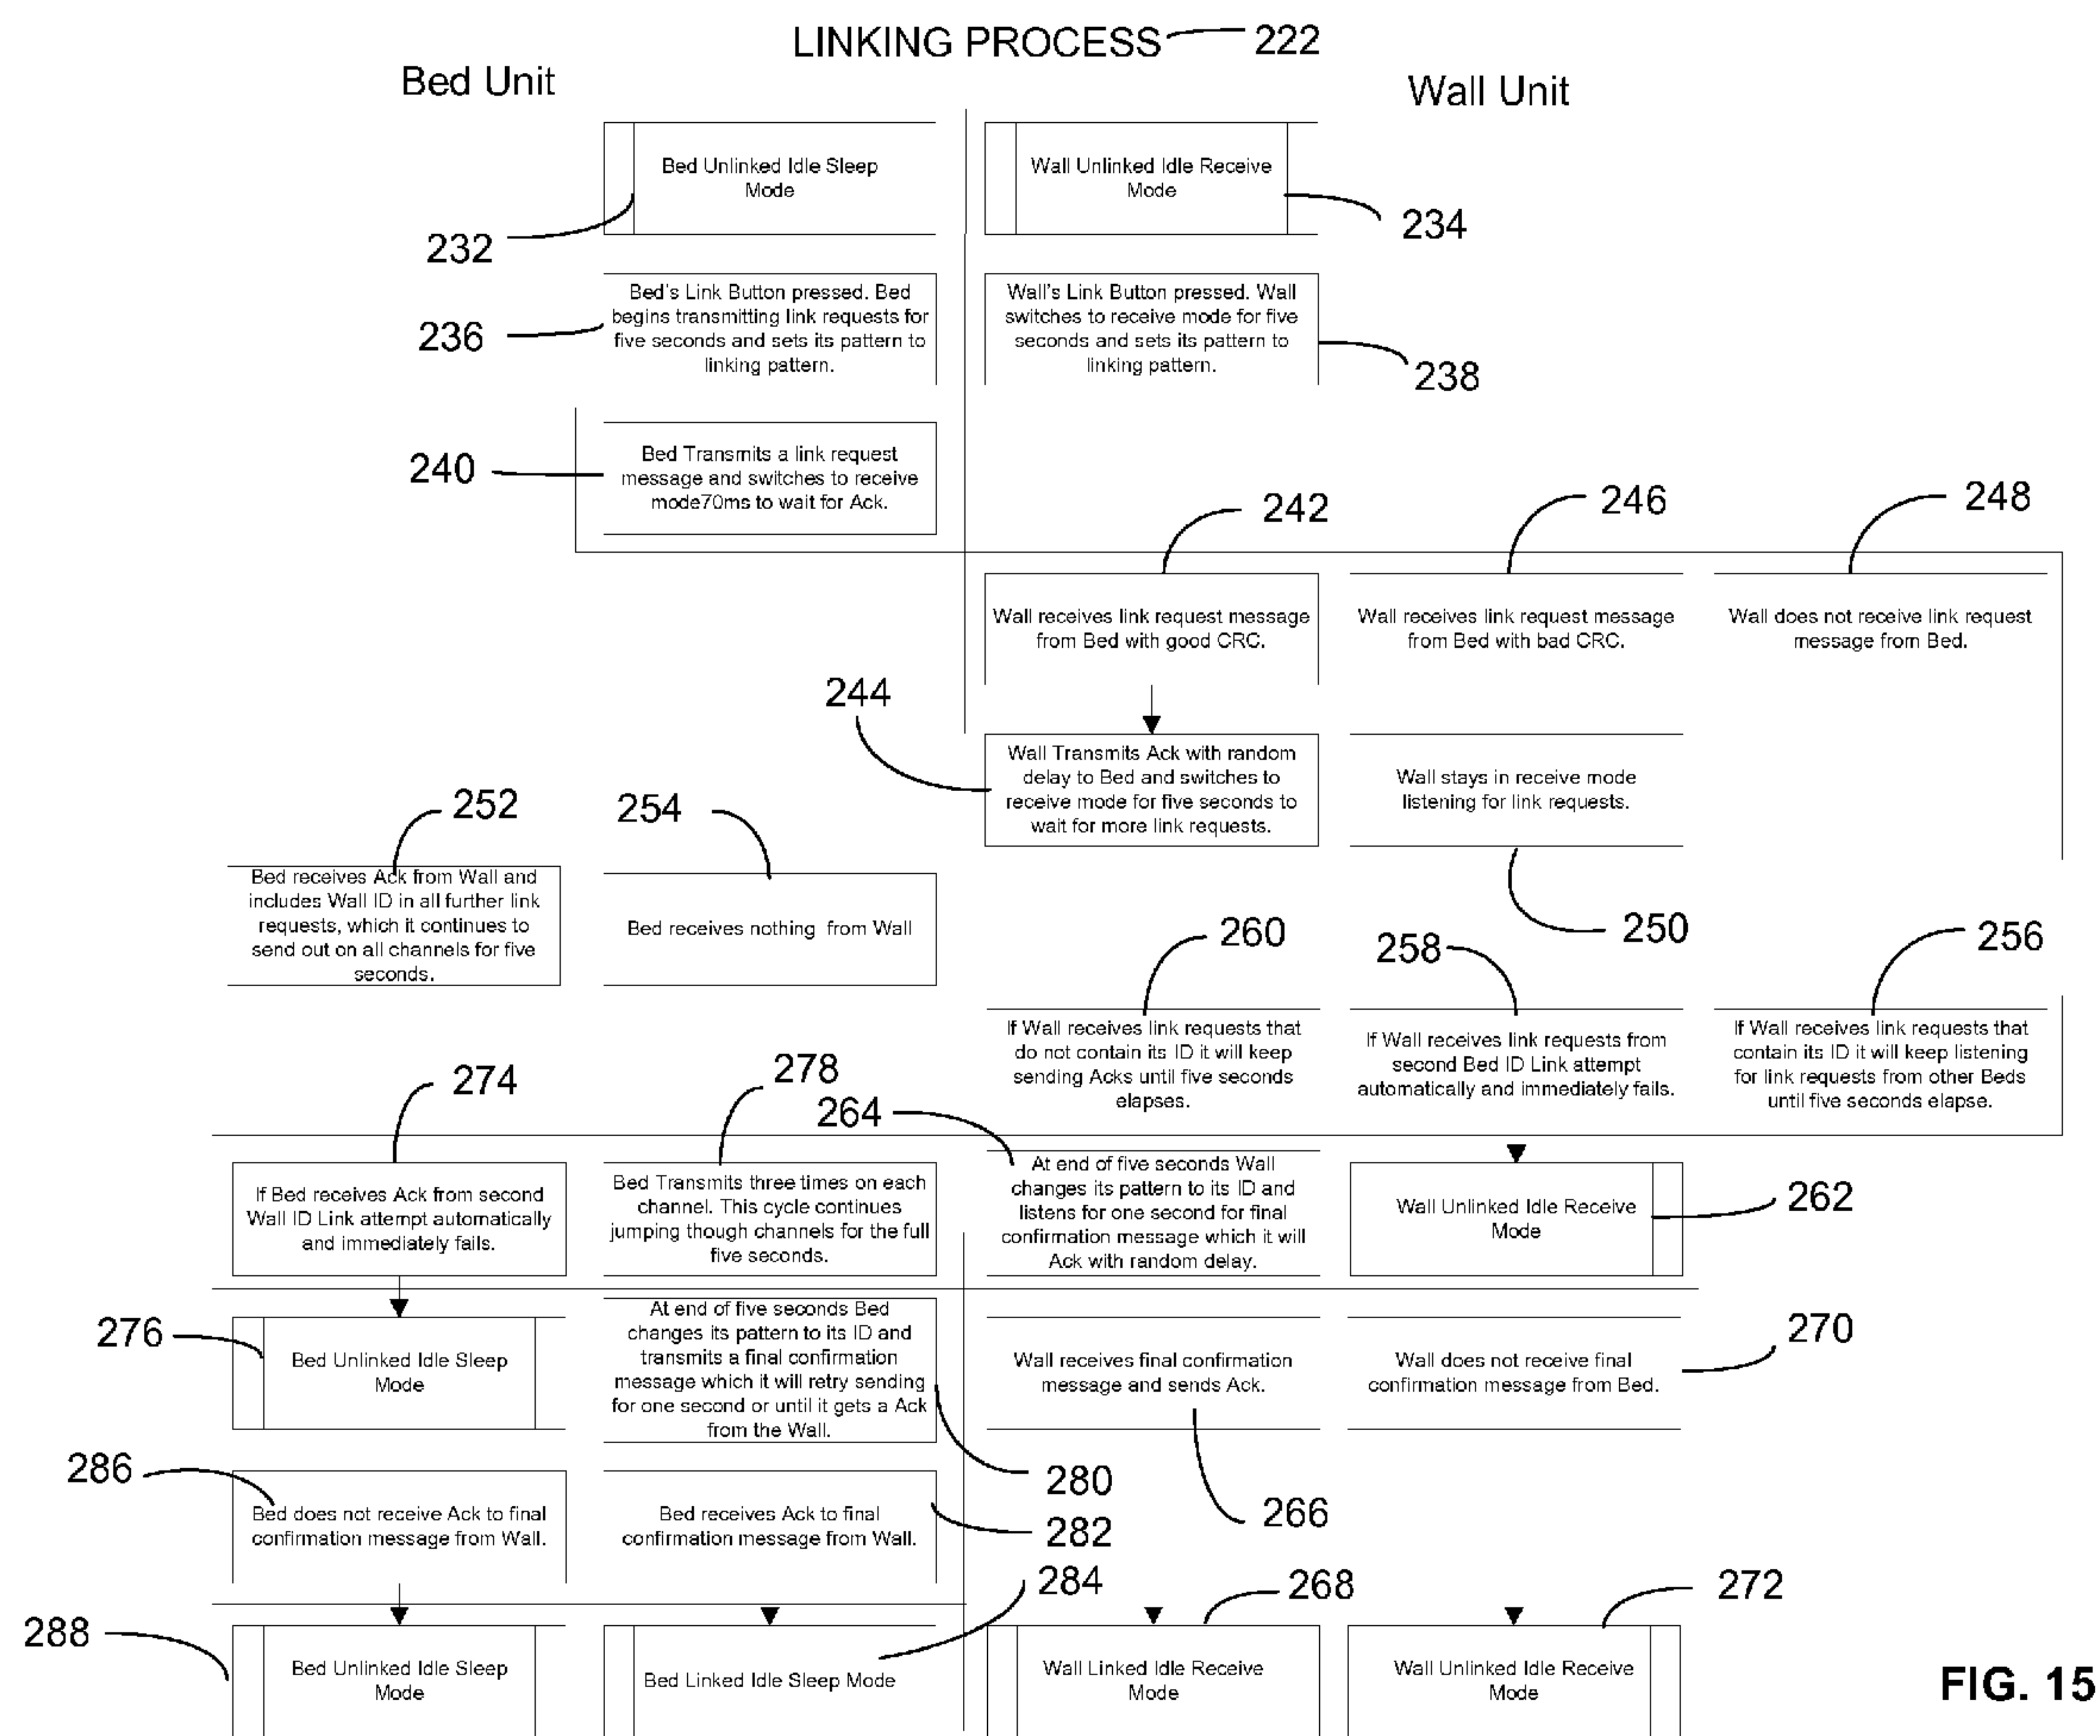 LINKING PROCESS 222
Bed Unit
Wall Unit
Bed Unlinked Idle Sleep
Mode
232
Wall Unlinked Idle Receive
Mode
234
Bed's Link Button pressed. Bed
begins transmitting link requests for
five seconds and sets its pattern to
linking pattern.
236
Wall's Link Button pressed. Wall
switches to receive mode for five
seconds and sets its pattern to
linking pattern.
238
240
Bed Transmits a link request
message and switches to receive
mode70ms to wait for Ack.
242
246
248
Wall receives link request message
from Bed with good CRC.
Wall receives link request message
from Bed with bad CRC.
Wall does not receive link request
message from Bed.
244
Wall Transmits Ack with random
delay to Bed and switches to
receive mode for five seconds to
wait for more link requests.
Wall stays in receive mode
listening for link requests.
250
252
254
Bed receives Ack from Wall and
includes Wall ID in all further link
requests, which it continues to
send out on all channels for five
seconds.
Bed receives nothing from Wall
260
258
256
If Wall receives link requests that
do not contain its ID it will keep
sending Acks until five seconds
elapses.
If Wall receives link requests from
second Bed ID Link attempt
automatically and immediately fails.
If Wall receives link requests that
contain its ID it will keep listening
for link requests from other Beds
until five seconds elapse.
274
278
264
If Bed receives Ack from second
Wall ID Link attempt automatically
and immediately fails.
Bed Transmits three times on each
channel. This cycle continues
jumping though channels for the full
five seconds.
At end of five seconds Wall
changes its pattern to its ID and
listens for one second for final
confirmation message which it will
Ack with random delay.
Wall Unlinked Idle Receive
Mode
262
276
Bed Unlinked Idle Sleep
Mode
At end of five seconds Bed
changes its pattern to its ID and
transmits a final confirmation
message which it will retry sending
for one second or until it gets a Ack
from the Wall.
280
Wall receives final confirmation
message and sends Ack.
266
Wall does not receive final
confirmation message from Bed.
270
286
Bed does not receive Ack to final
confirmation message from Wall.
Bed receives Ack to final
confirmation message from Wall.
282
284
268
272
288
Bed Unlinked Idle Sleep
Mode
Bed Linked Idle Sleep Mode
Wall Linked Idle Receive
Mode
Wall Unlinked Idle Receive
Mode
FIG. 15